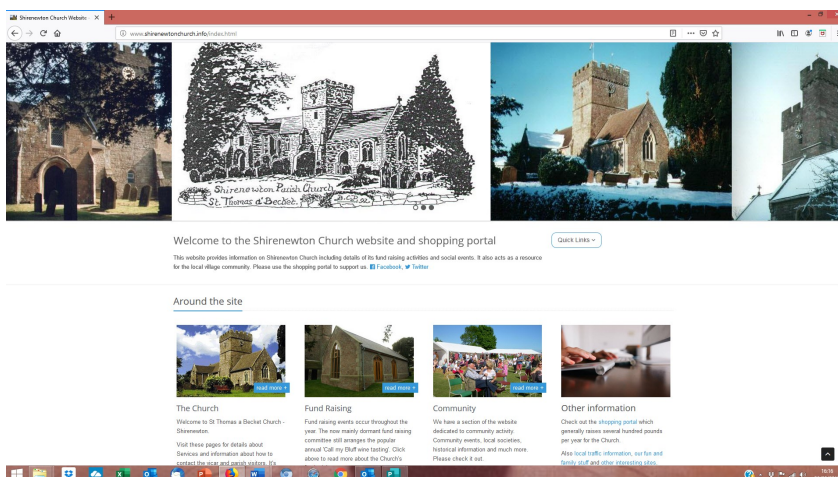 Shirenewton Church Website
www.shirenewtonchurch.info/index.html
Shirenewton Parish Church
St. Thomas a' Becket.
Welcome to the Shirenewton Church website and shopping portal
Quick Links
This website provides information on Shirenewton Church including details of its fund raising activities and social events. It also acts as a resource
for the local village community. Please use the shopping portal to support us. Facebook, Twitter
Around the site
read more +
read more +
read more +
The Church
Welcome to St Thomas a Becket Church -
Shirenewton.
Visit these pages for details about
Services and information about how to
contact the vicar and parish visitors. It's
Fund Raising
Fund raising events occur throughout the
year. The now mainly dormant fund raising
committee still arranges the popular
annual 'Call my Bluff wine tasting'. Click
above to read more about the Church's
Community
We have a section of the website
dedicated to community activity.
Community events, local societies,
historical information and much more.
Please check it out.
Other information
Check out the shopping portal which
generally raises several hundred pounds
per year for the Church.
Also local traffic information, our fun and
family stuff and other interesting sites.
16:16